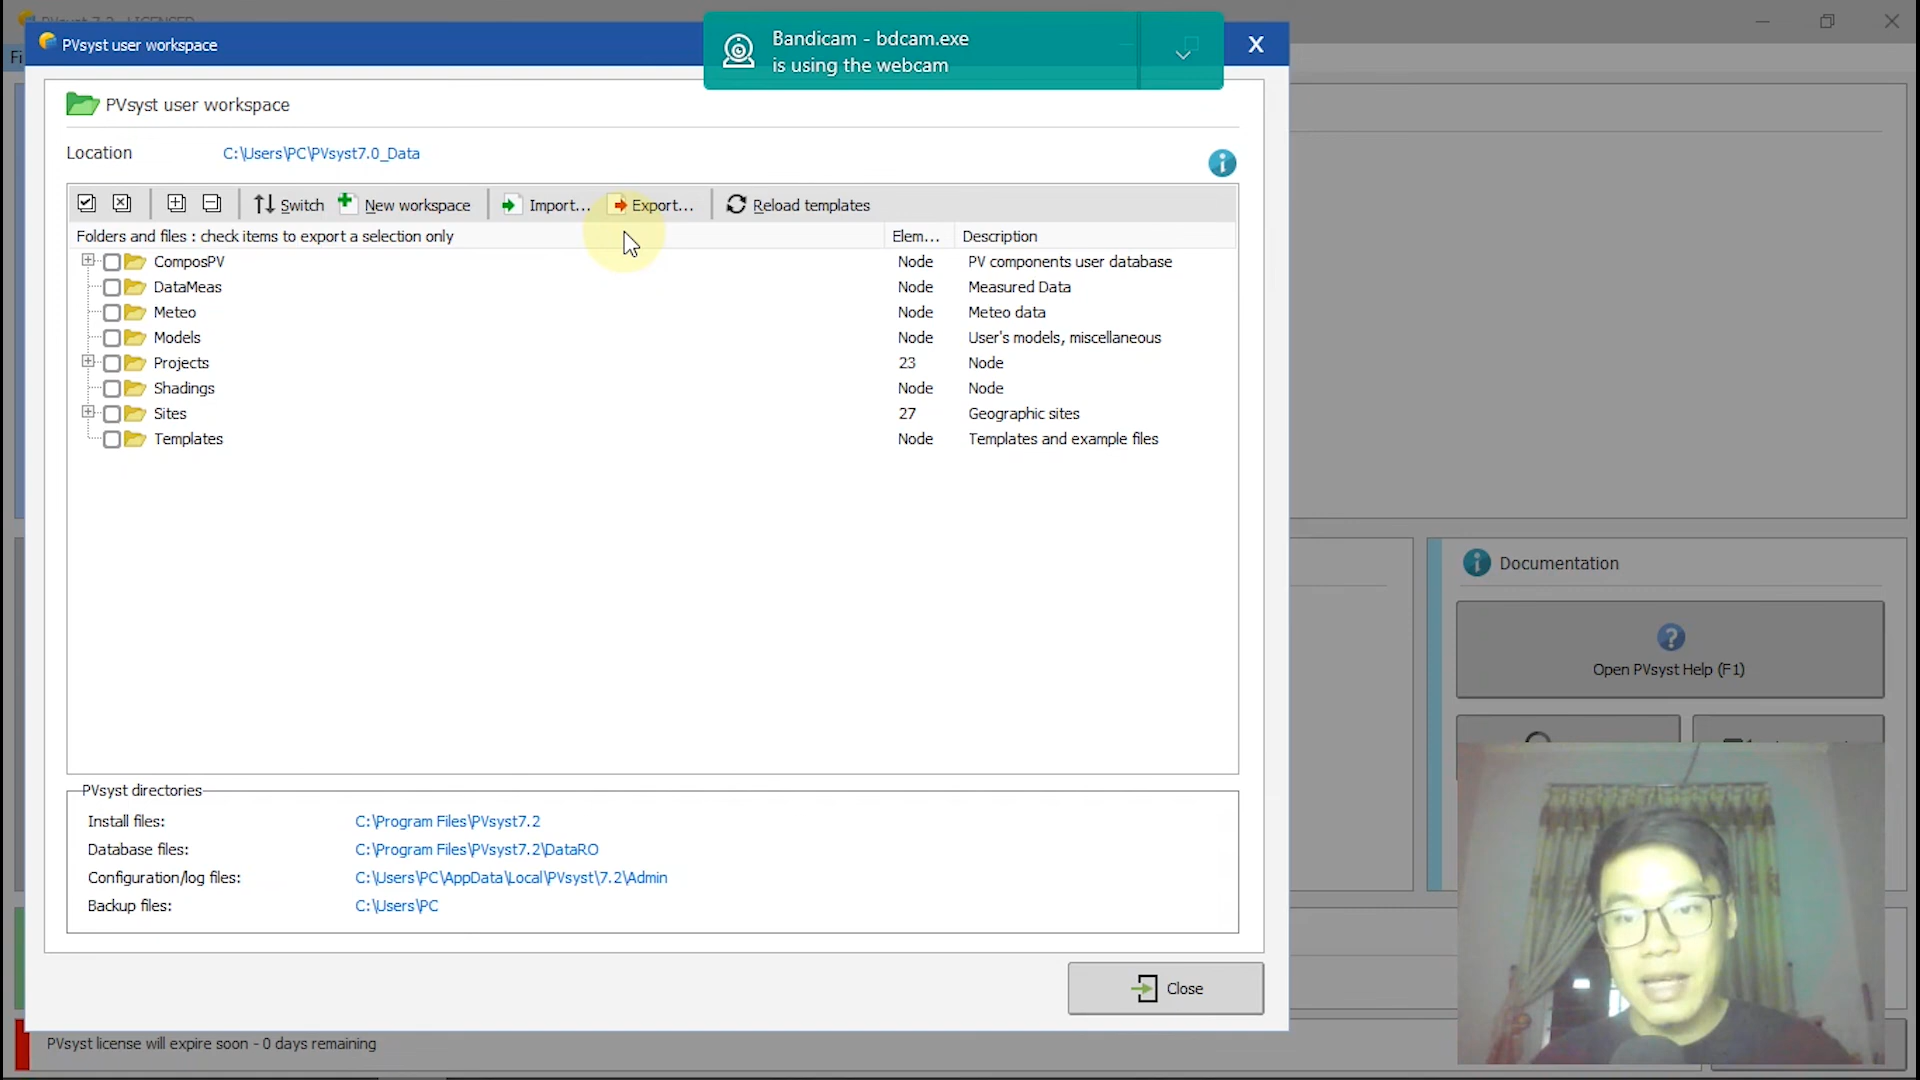 PVsyst 7.2 - LICENSED
Fi
PVsyst user workspace
Bandicam - bdcam.exe
is using the webcam
X
PVsyst user workspace
Location C:\Users\PC\PVsyst7.0_Data
Switch New workspace Import... Export... Reload templates
Folders and files : check items to export a selection only Elem... Description
ComposPV Node PV components user database
DataMeas Node Measured Data
Meteo Node Meteo data
Models Node User's models, miscellaneous
Projects 23 Node
Shadings Node Node
Sites 27 Geographic sites
Templates Node Templates and example files
Documentation
Open PVsyst Help (F1)
PVsyst directories
Install files: C:\Program Files\PVsyst7.2
Database files: C:\Program Files\PVsyst7.2\DataRO
Configuration/log files: C:\Users\PC\AppData\Local\PVsyst\7.2\Admin
Backup files: C:\Users\PC
Close
PVsyst license will expire soon - 0 days remaining